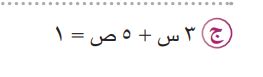 ج ٣ س + ٥ ص = ١